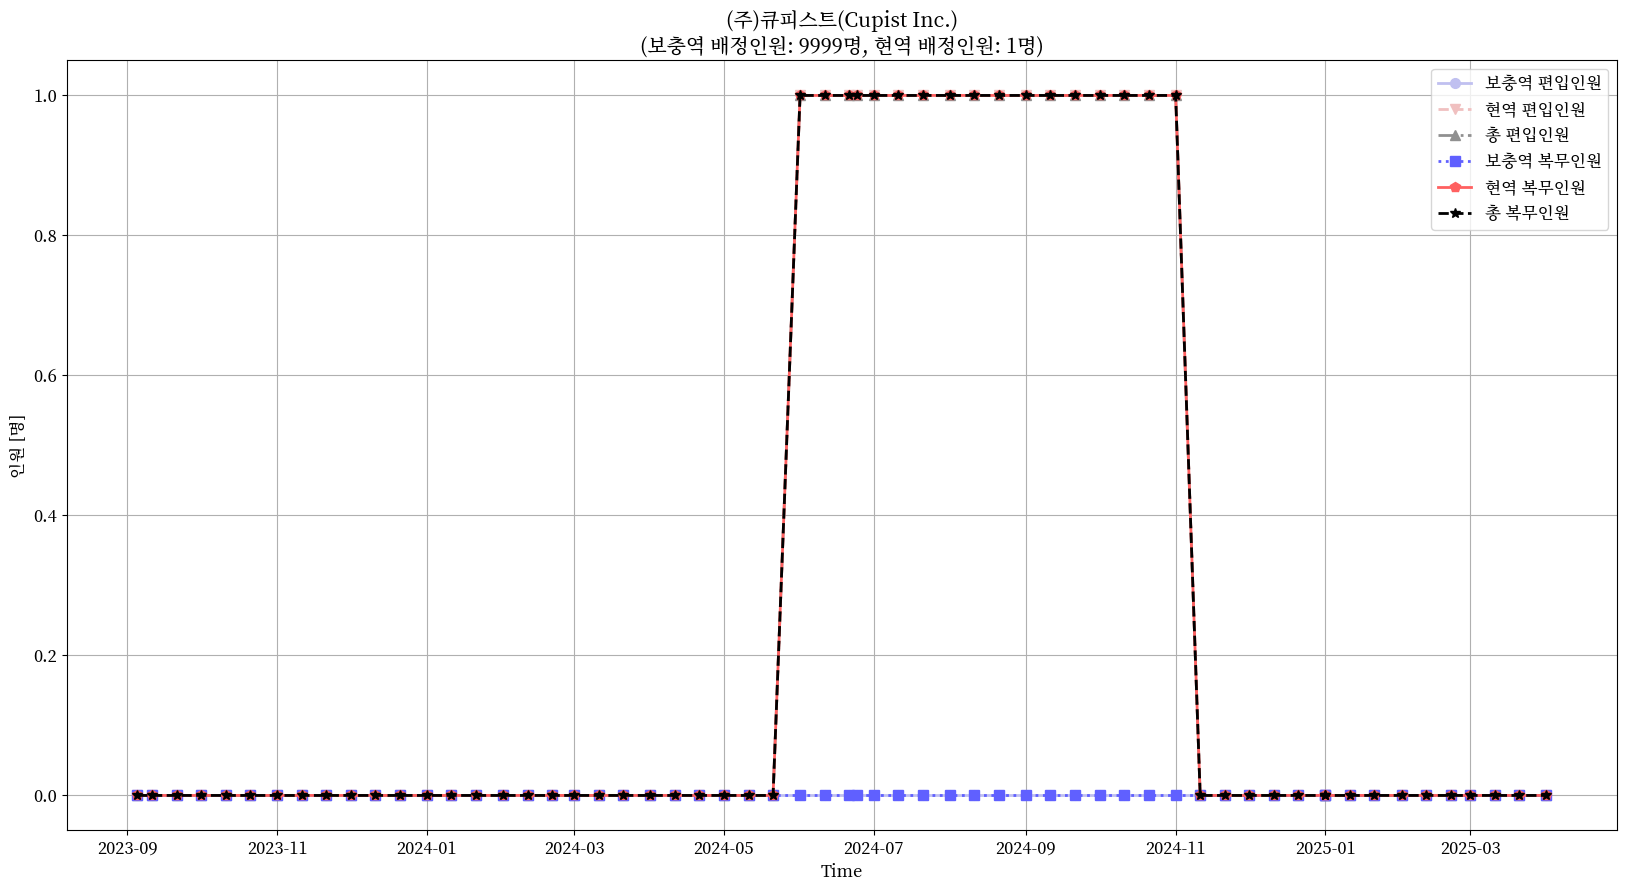 (주)큐피스트(Cupist Inc.)
(보충역 배정인원: 9999명, 현역 배정인원: 1명)
보충역 편입인원
현역 편입인원
총 편입인원
보충역 복무인원
현역 복무인원
총 복무인원
인원 [명]
1.0
0.8
0.6
0.4
0.2
0.0
2023-09 2023-11 2024-01 2024-03 2024-05 2024-07 2024-09 2024-11 2025-01 2025-03
Time